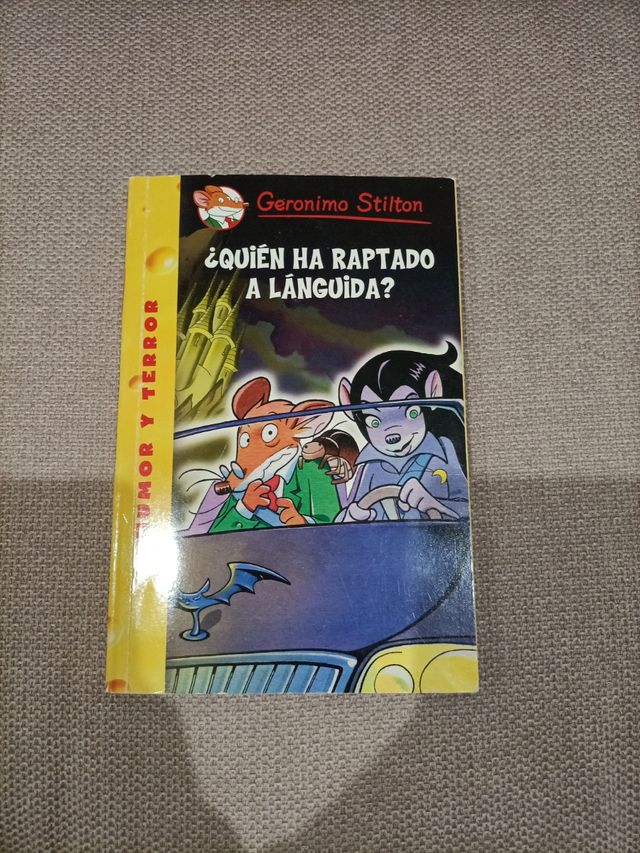 Geronimo Stilton
¿QUIÉN HA RAPTADO
A LÁNGUIDA?
HUMOR Y TERROR